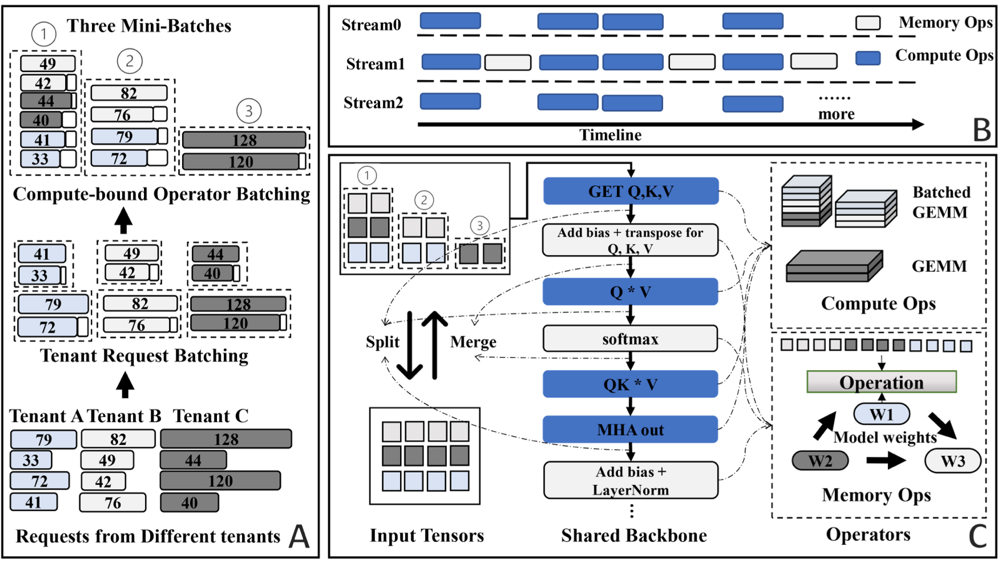 Three Mini-Batches
1
2
3
49
42
44
40
41
33
82
76
79
72
128
120
Compute-bound Operator Batching
41
33
49
42
44
40
79
72
82
76
128
120
Tenant Request Batching
Tenant A
Tenant B
Tenant C
79
82
128
33
49
44
72
42
120
41
76
40
Requests from Different tenants
A
Stream0
Stream1
Stream2
Memory Ops
Compute Ops
......
more
Timeline
B
1
2
3
Split
Merge
Input Tensors
GET Q,K,V
Add bias + transpose for
Q, K, V
Q * V
softmax
QK * V
MHA out
Add bias +
LayerNorm
Shared Backbone
Batched
GEMM
GEMM
Compute Ops
Operation
W1
Model weights
W2
W3
Memory Ops
Operators
C